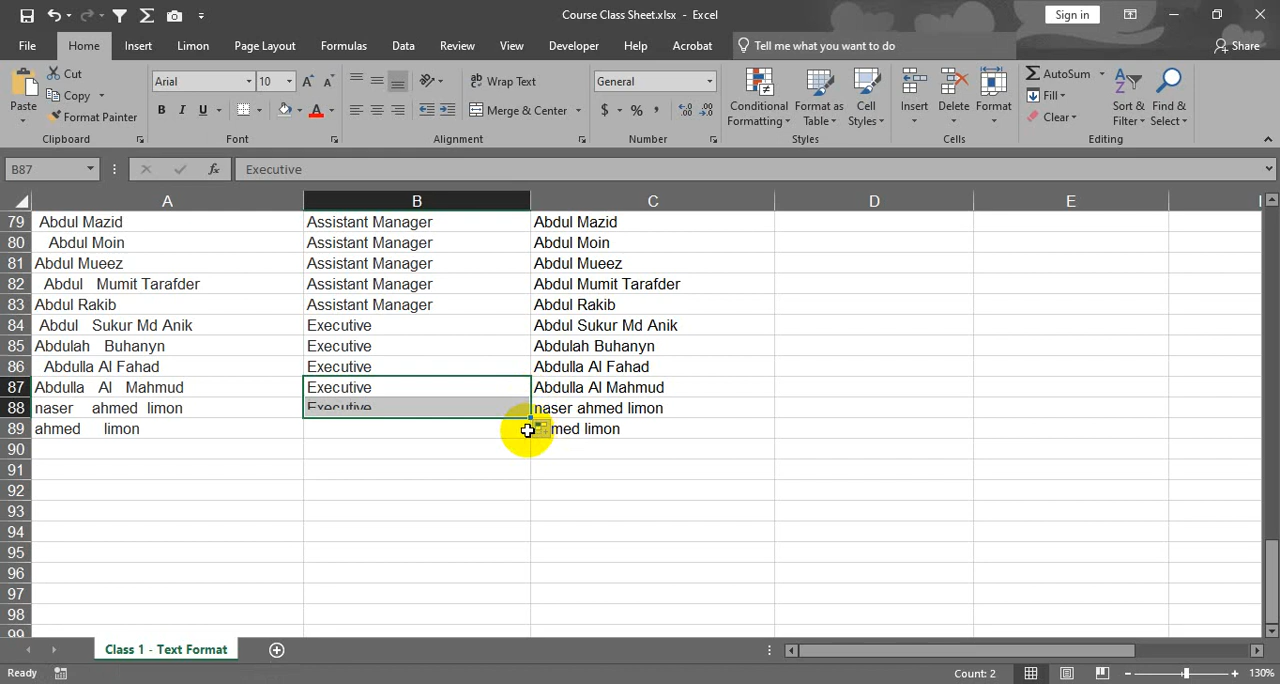 Course Class Sheet.xlsx - Excel
Sign in
File Home Insert Limon Page Layout Formulas Data Review View Developer Help Acrobat Tell me what you want to do Share
Paste Cut Copy Format Painter Clipboard
Arial 10 B I U A Font
Wrap Text Merge & Center Alignment
General $ % , Number
Conditional Formatting Format as Table Cell Styles Styles
Insert Delete Format Cells
AutoSum Fill Clear Sort & Filter Find & Select Editing
B87 fx Executive
A B C D E
79 Abdul Mazid Assistant Manager Abdul Mazid
80 Abdul Moin Assistant Manager Abdul Moin
81 Abdul Mueez Assistant Manager Abdul Mueez
82 Abdul Mumit Tarafder Assistant Manager Abdul Mumit Tarafder
83 Abdul Rakib Assistant Manager Abdul Rakib
84 Abdul Sukur Md Anik Executive Abdul Sukur Md Anik
85 Abdulah Buhanyn Executive Abdulah Buhanyn
86 Abdulla Al Fahad Executive Abdulla Al Fahad
87 Abdulla Al Mahmud Executive Abdulla Al Mahmud
88 naser ahmed limon Executive naser ahmed limon
89 ahmed limon med limon
90
91
92
93
94
95
96
97
98
99
Class 1 - Text Format
Ready Count: 2 130%